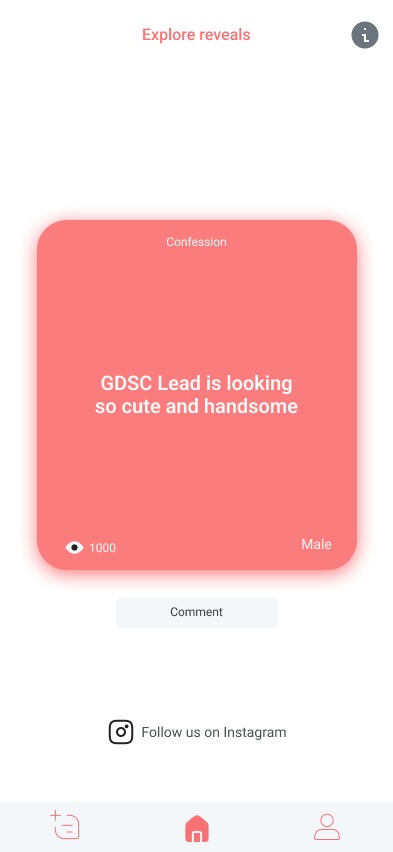 Explore reveals
i
Confession
GDSC Lead is looking
so cute and handsome
1000
Male
Comment
Follow us on Instagram